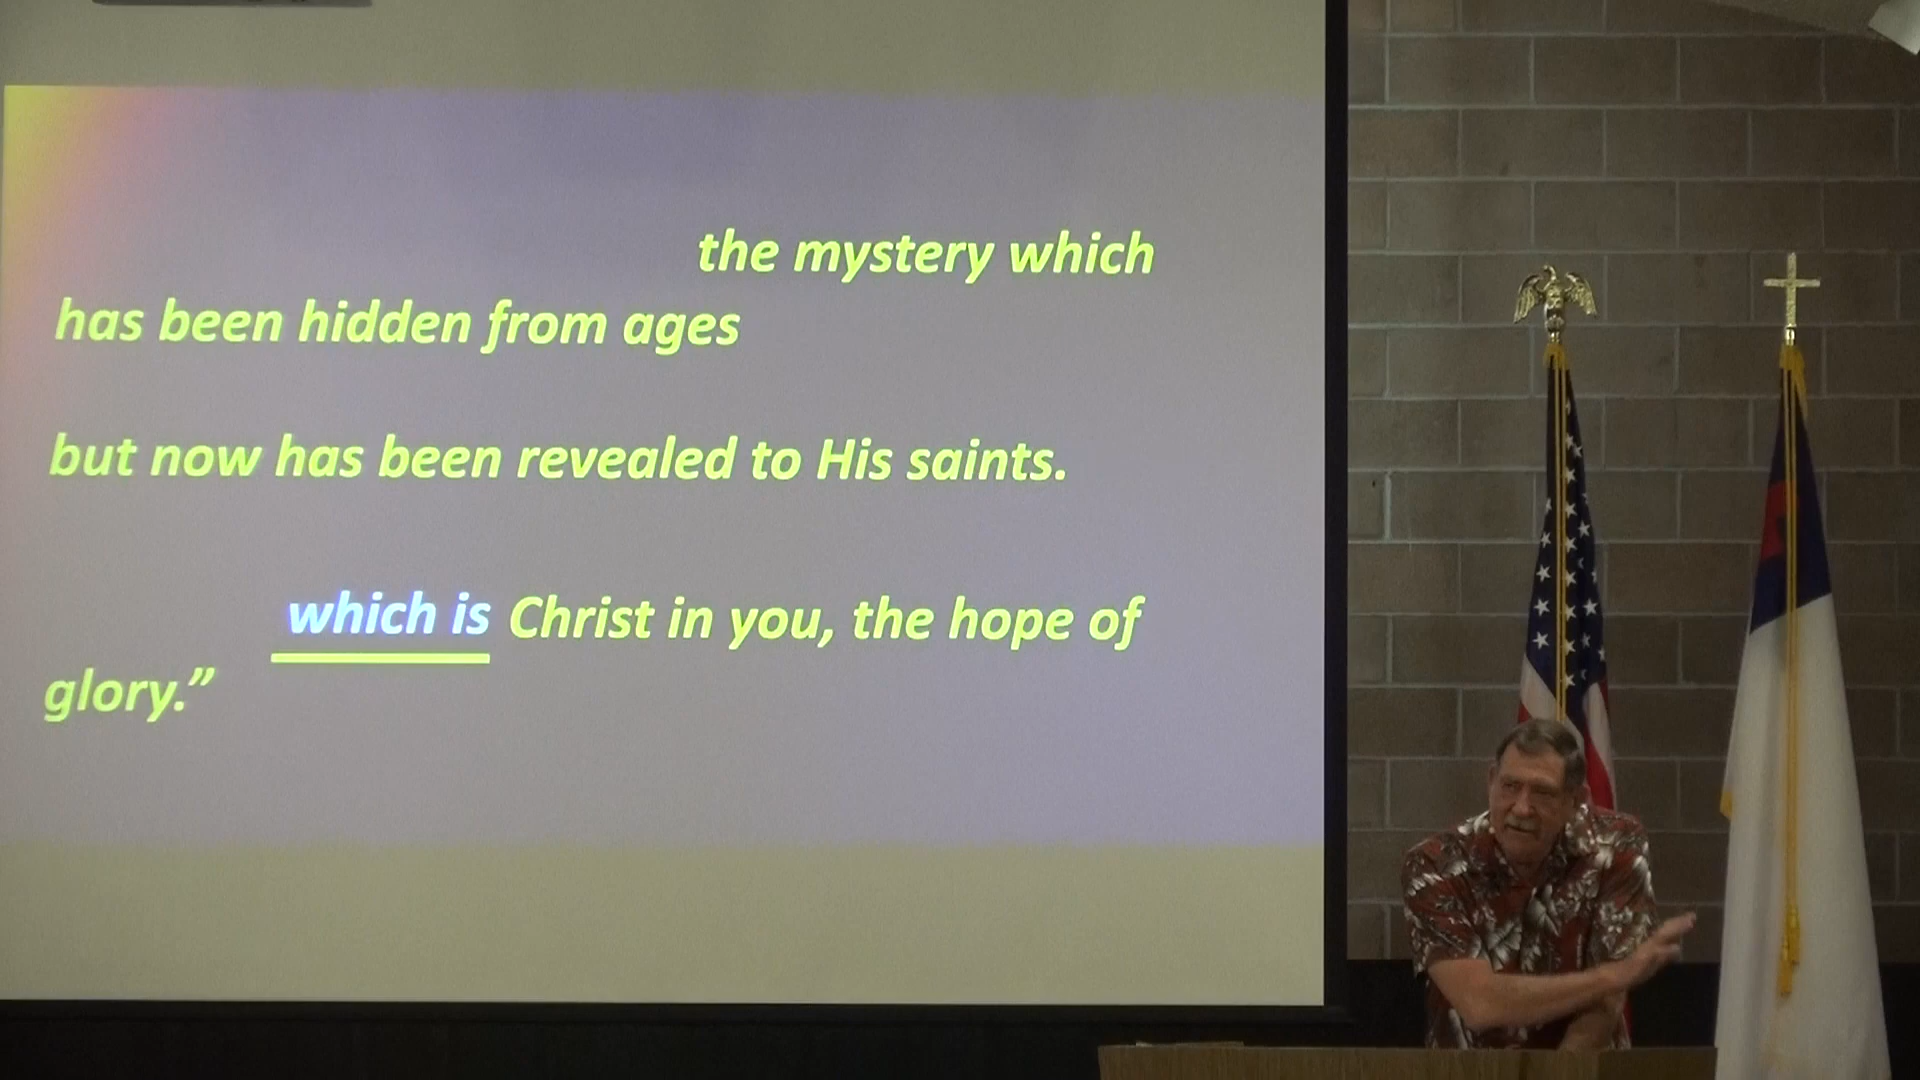 the mystery which
has been hidden from ages
but now has been revealed to His saints.
which is Christ in you, the hope of
glory.”